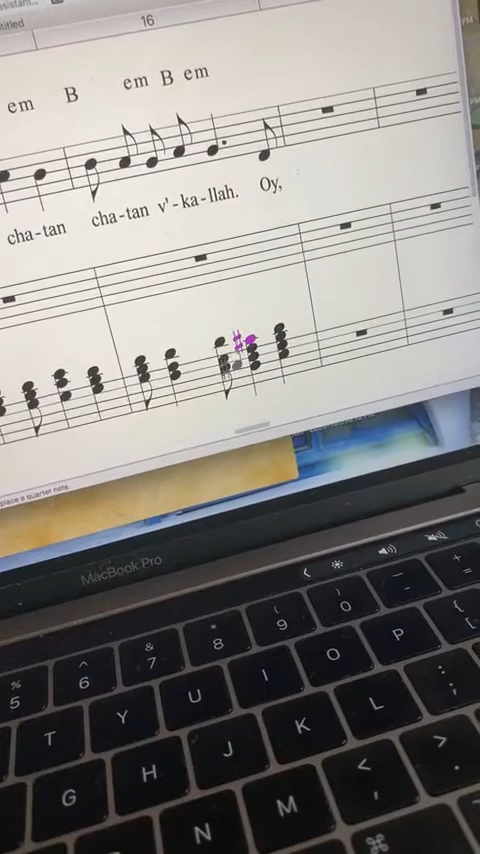 16
em B em B em
cha-tan cha-tan v'-ka-llah. Oy,
place a quarter note.
MacBook Pro
% 5 ^ 6 & 7 * 8 ( 9 ) 0 — - + =
T Y U I O P { [
G H J K L : ;
N M < , > .
⌘